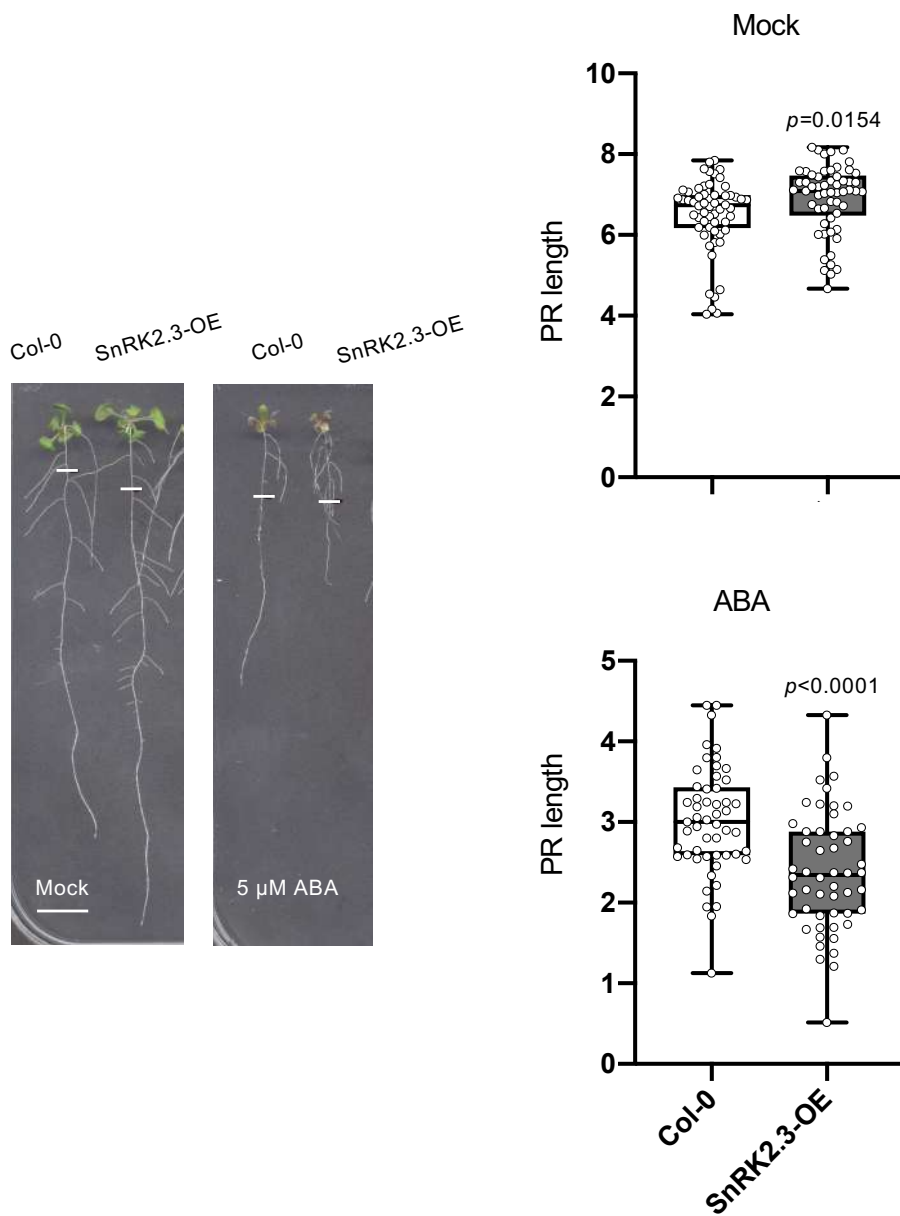 Col-0 SnRK2.3-OE
Col-0 SnRK2.3-OE
Mock
5 µM ABA
Mock
p=0.0154
PR length
10
8
6
4
2
0
ABA
p<0.0001
PR length
5
4
3
2
1
0
Col-0
SnRK2.3-OE